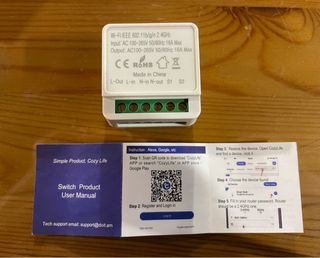 Wi-Fi/IEEE 802.11b/g/n 2.4GHz
Input: AC 100-265V 50/60Hz 16A Max
Output: AC100-265V 50/60Hz 16A Max
CE RoHS
Made in China
L-Out L-in N-in N-out S1 S2
Simple Product, Cozy Life
Switch Product
User Manual
Tech support email: support@doit.am
Instruction: Alexa, Google, etc
Step 1: Scan QR code to download "CozyLife"
APP or search "CozyLife" APP or
Google Play
Step 2: Register and Login in
Step 3: Restore the device, Open CozyLife
and find a device, click it
Step 4: Choose the device found
Step 5: Fill in your router password. Router
should be a 2.4GHz one